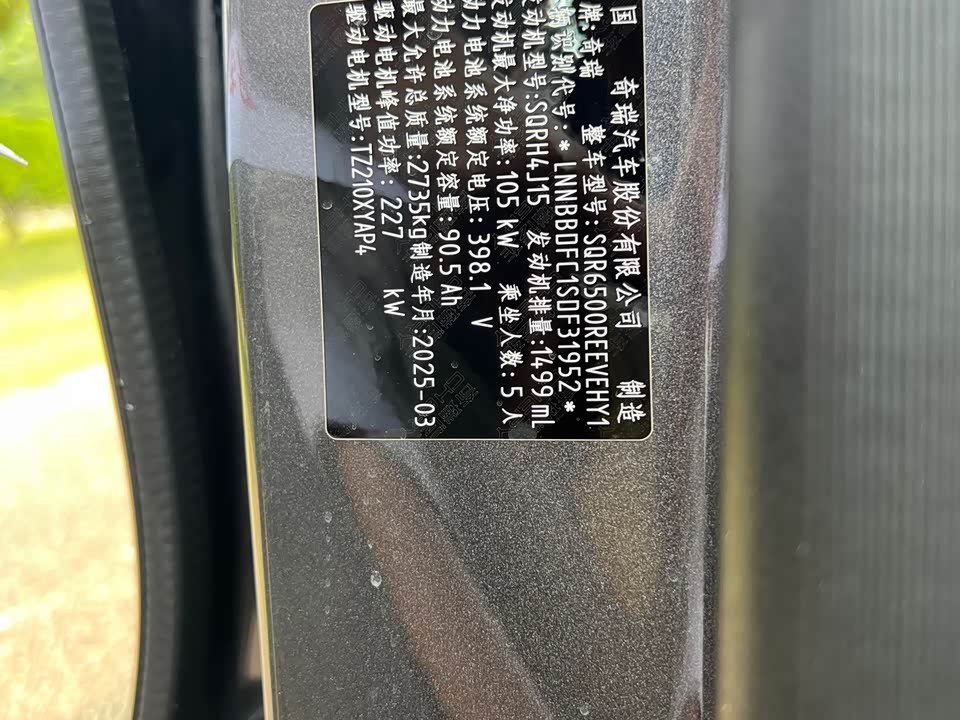 国 奇瑞汽车股份有限公司 制造
牌:奇瑞 整车型号:SQR6500REEVEHY1
辆识别代号:*LNNBBDFC1SDF31952*
发动机型号:SQRH4J15 发动机排量:1499 mL
发动机最大净功率:105 kW 乘坐人数:5 人
动力电池系统额定电压:398.1 V
动力电池系统额定容量:90.5Ah
最大允许总质量:2735kg制造年月:2025-03
驱动电机峰值功率:227 kW
驱动电机型号:TZ210XYAP4